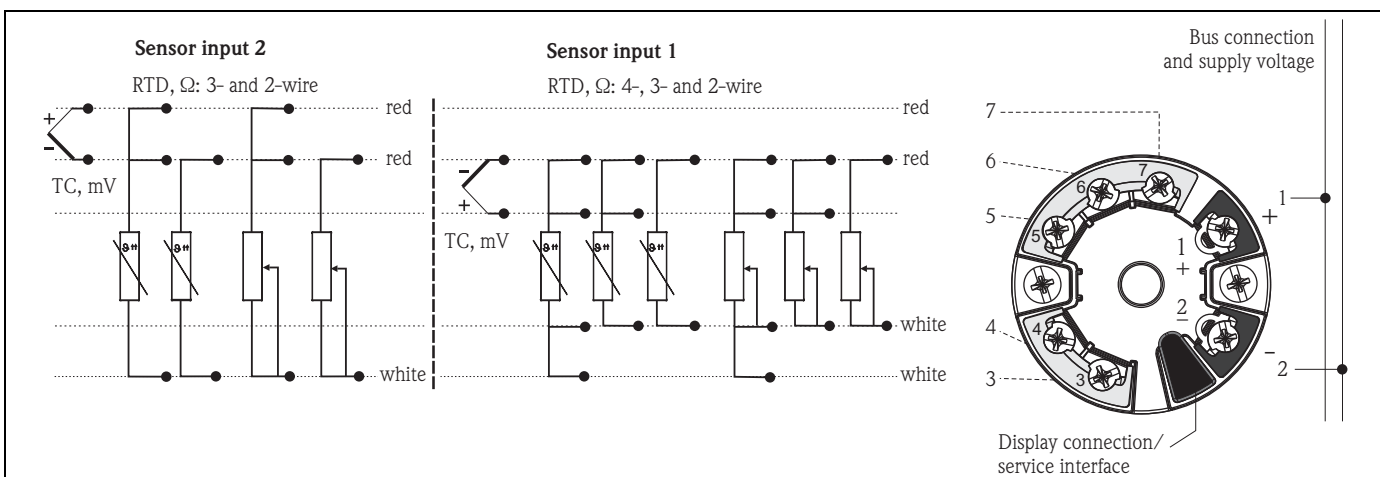 Sensor input 2
RTD, Ω: 3- and 2-wire
red
+
-
red
TC, mV
ϑ
ϑ
white
Sensor input 1
RTD, Ω: 4-, 3- and 2-wire
red
red
-
+
TC, mV
ϑ
ϑ
ϑ
white
white
Bus connection
and supply voltage
7
6
5
4
3
7
6
5
4
3
1
+
2
-
1
+
-
2
Display connection/
service interface